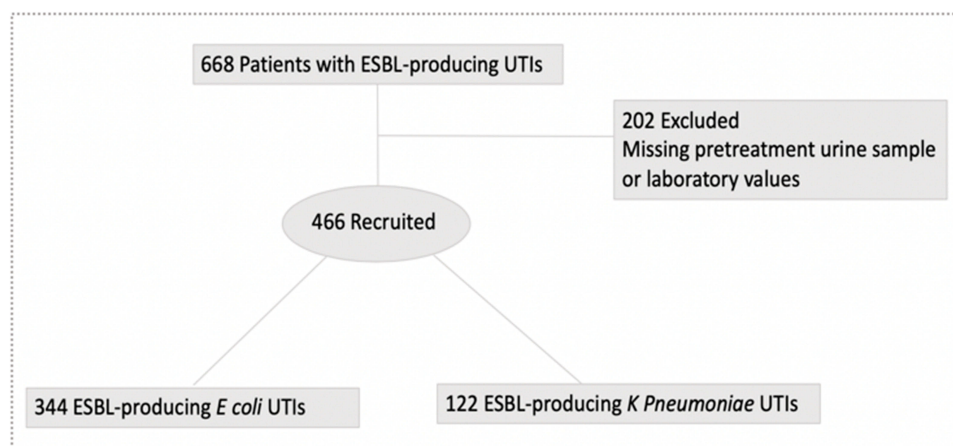 668 Patients with ESBL-producing UTIs
202 Excluded
Missing pretreatment urine sample
or laboratory values
466 Recruited
344 ESBL-producing E coli UTIs
122 ESBL-producing K Pneumoniae UTIs